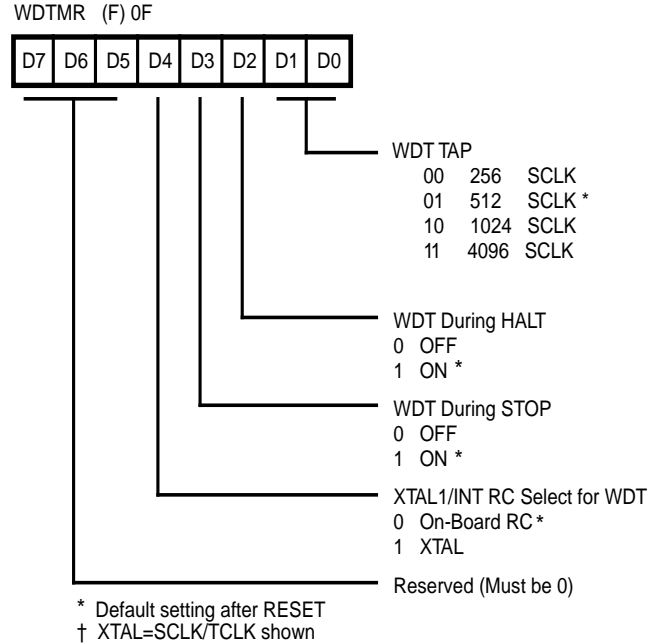 WDTMR (F) 0F
D7 D6 D5 D4 D3 D2 D1 D0
WDT TAP
00 256 SCLK
01 512 SCLK *
10 1024 SCLK
11 4096 SCLK
WDT During HALT
0 OFF
1 ON *
WDT During STOP
0 OFF
1 ON *
XTAL1/INT RC Select for WDT
0 On-Board RC *
1 XTAL
Reserved (Must be 0)
* Default setting after RESET
† XTAL=SCLK/TCLK shown